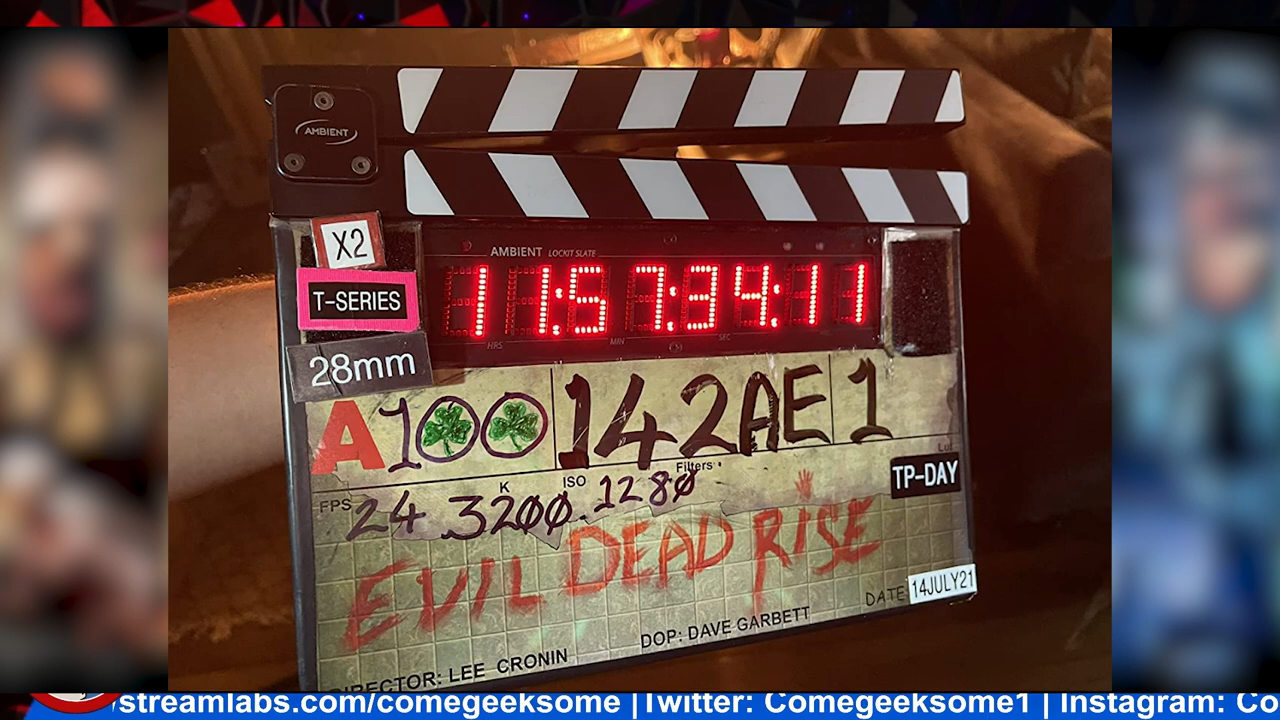 AMBIENT
X2
AMBIENT LOCKIT SLATE
T-SERIES
11:57:34:11
HRS MIN SEC
28mm
A100 142AE 1
FPS K ISO Filters
24 3200 1280
TP-DAY
EVIL DEAD RISE
DATE 14JULY21
DOP: DAVE GARBETT
DIRECTOR: LEE CRONIN
streamlabs.com/comegeeksome | Twitter: Comegeeksome1 | Instagram: Co